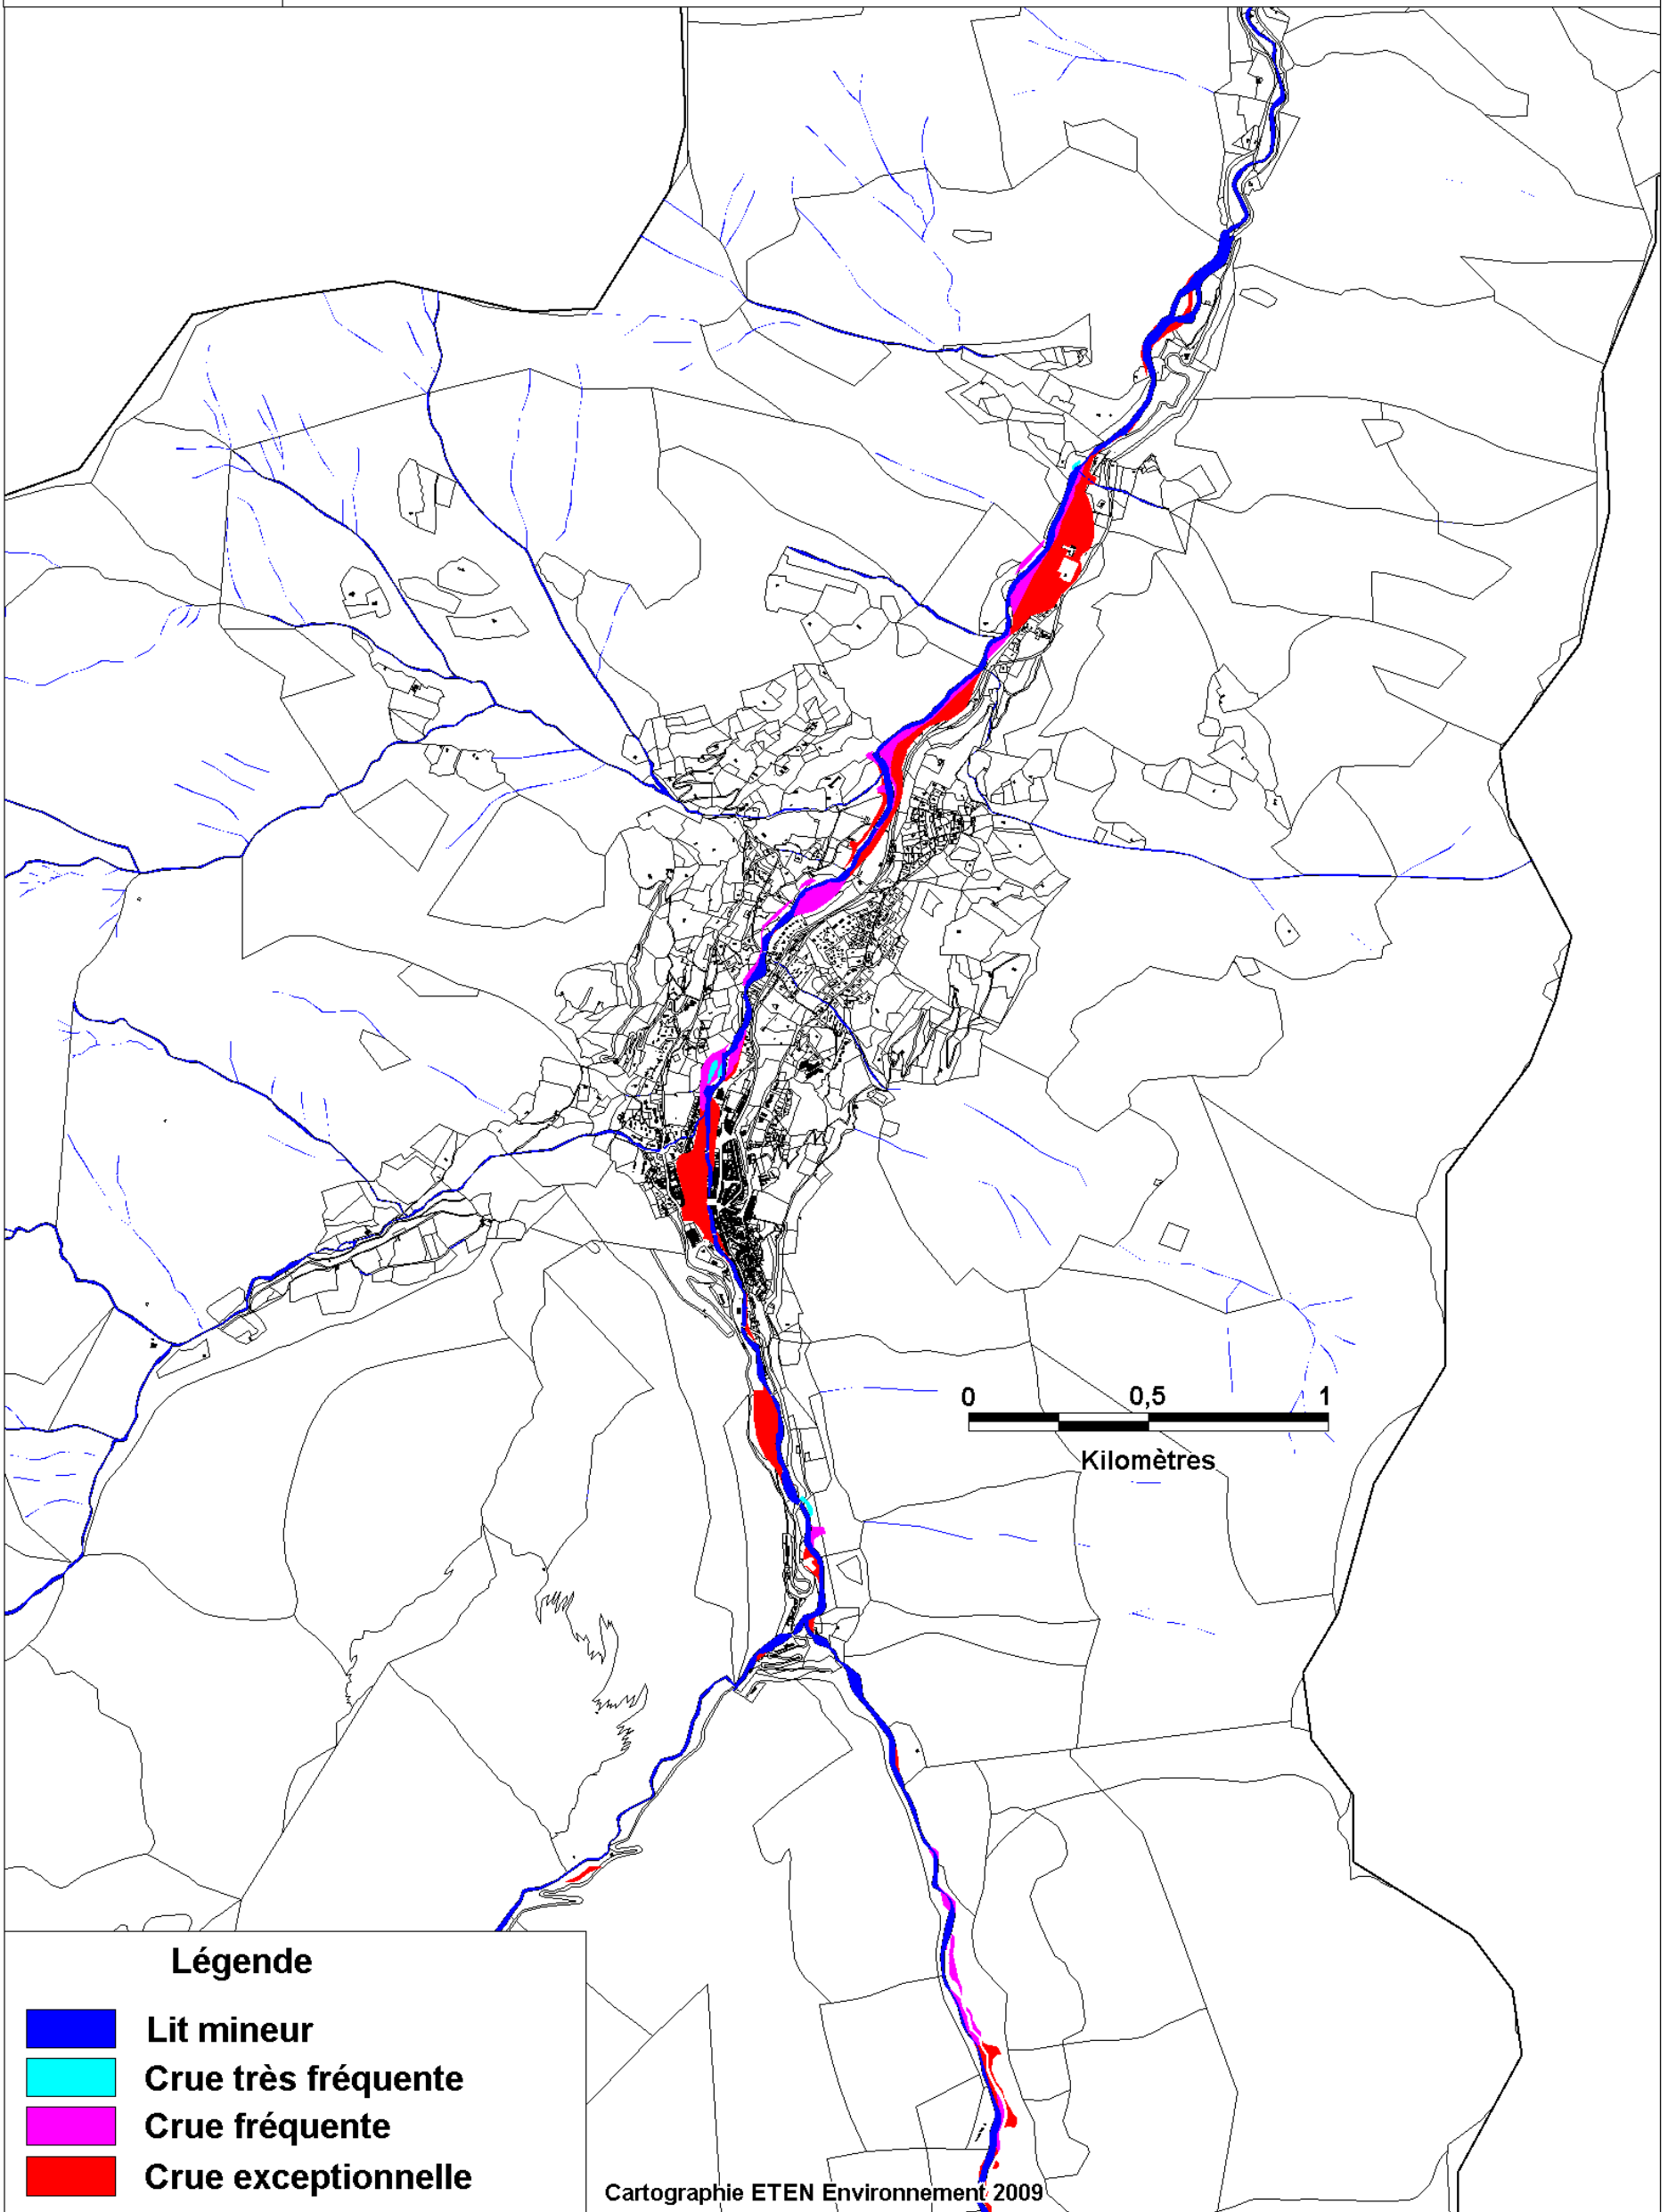 0 0,5 1
Kilomètres
Légende
Lit mineur
Crue très fréquente
Crue fréquente
Crue exceptionnelle
Cartographie ETEN Environnement 2009